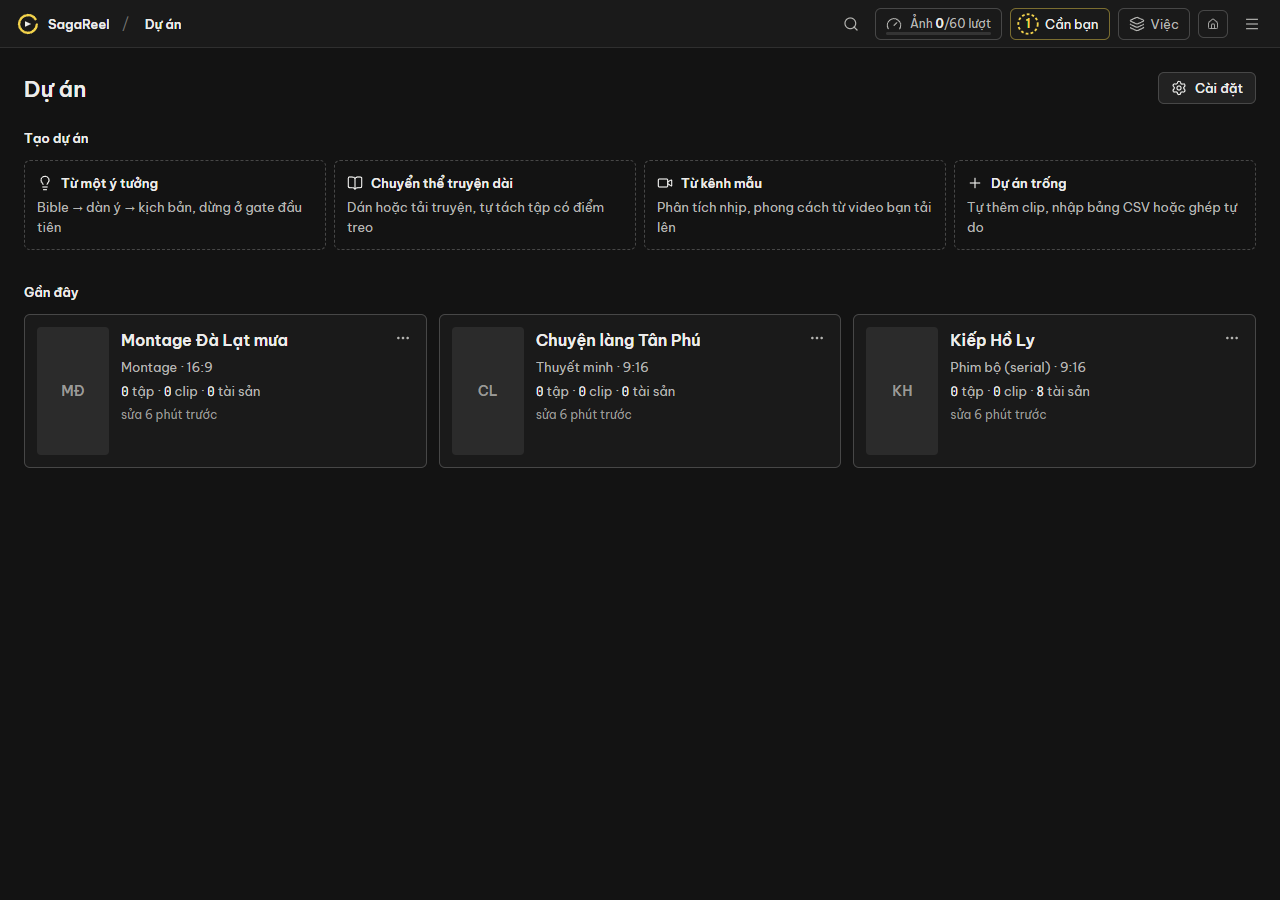 SagaReel / Dự án
Ảnh 0/60 lượt
1 Cần bạn
Việc
Dự án
Cài đặt
Tạo dự án
Từ một ý tưởng
Bible → dàn ý → kịch bản, dừng ở gate đầu
tiên
Chuyển thể truyện dài
Dán hoặc tải truyện, tự tách tập có điểm
treo
Từ kênh mẫu
Phân tích nhịp, phong cách từ video bạn tải
lên
Dự án trống
Tự thêm clip, nhập bảng CSV hoặc ghép tự
do
Gần đây
MĐ
Montage Đà Lạt mưa
Montage · 16:9
0 tập · 0 clip · 0 tài sản
sửa 6 phút trước
CL
Chuyện làng Tân Phú
Thuyết minh · 9:16
0 tập · 0 clip · 0 tài sản
sửa 6 phút trước
KH
Kiếp Hồ Ly
Phim bộ (serial) · 9:16
0 tập · 0 clip · 8 tài sản
sửa 6 phút trước